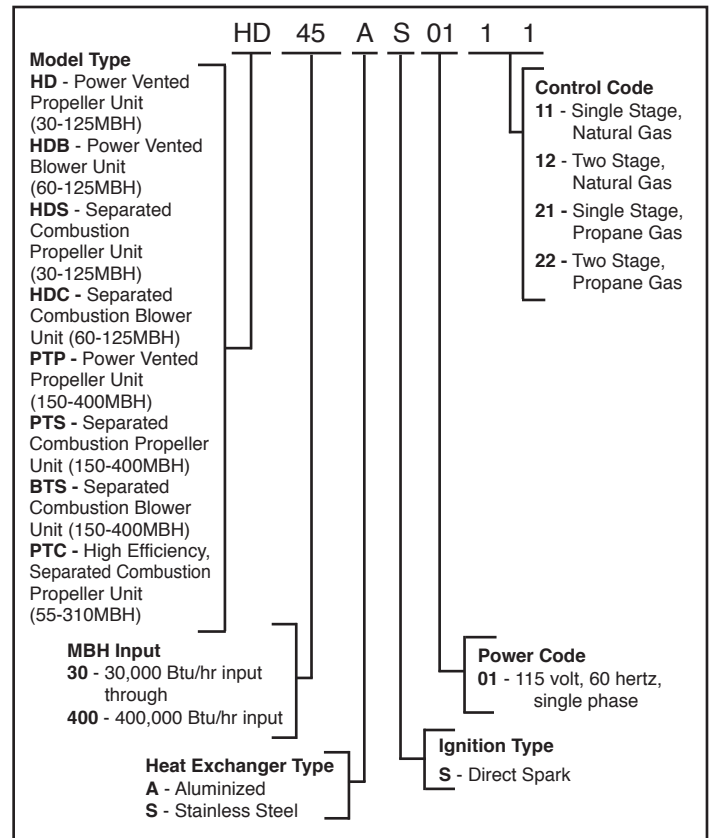 HD 45 A S 01 1 1
Model Type
HD - Power Vented
Propeller Unit
(30-125MBH)
HDB - Power Vented
Blower Unit
(60-125MBH)
HDS - Separated
Combustion
Propeller Unit
(30-125MBH)
HDC - Separated
Combustion Blower
Unit (60-125MBH)
PTP - Power Vented
Propeller Unit
(150-400MBH)
PTS - Separated
Combustion Propeller
Unit (150-400MBH)
BTS - Separated
Combustion Blower
Unit (150-400MBH)
PTC - High Efficiency,
Separated Combustion
Propeller Unit
(55-310MBH)
MBH Input
30 - 30,000 Btu/hr input
through
400 - 400,000 Btu/hr input
Heat Exchanger Type
A - Aluminized
S - Stainless Steel
Control Code
11 - Single Stage,
Natural Gas
12 - Two Stage,
Natural Gas
21 - Single Stage,
Propane Gas
22 - Two Stage,
Propane Gas
Power Code
01 - 115 volt, 60 hertz,
single phase
Ignition Type
S - Direct Spark